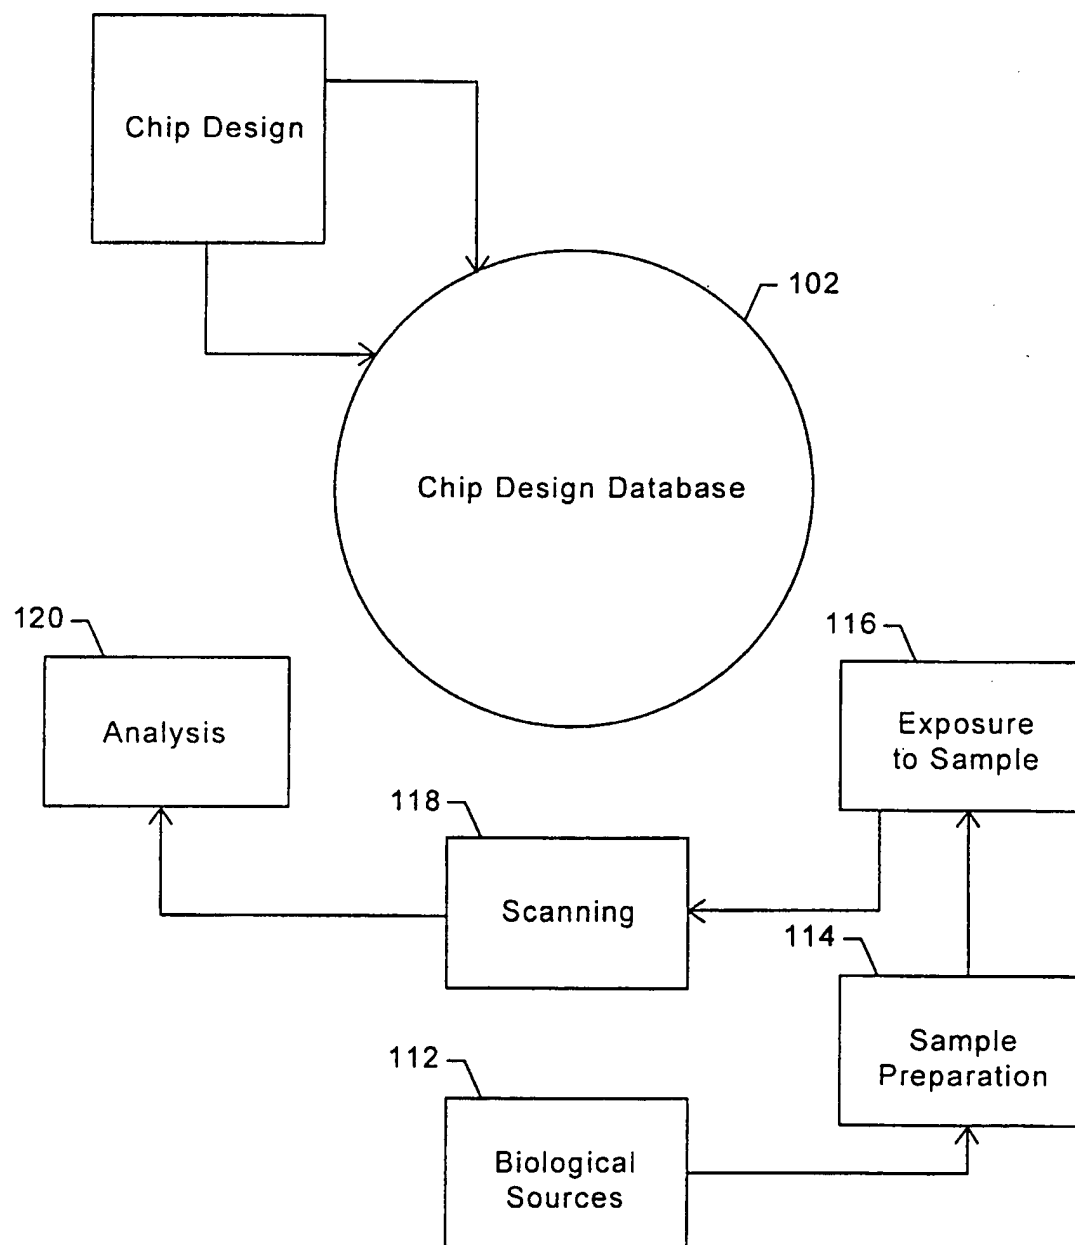 Chip Design
102
Chip Design Database
120
Analysis
116
Exposure
to Sample
118
Scanning
114
Sample
Preparation
112
Biological
Sources